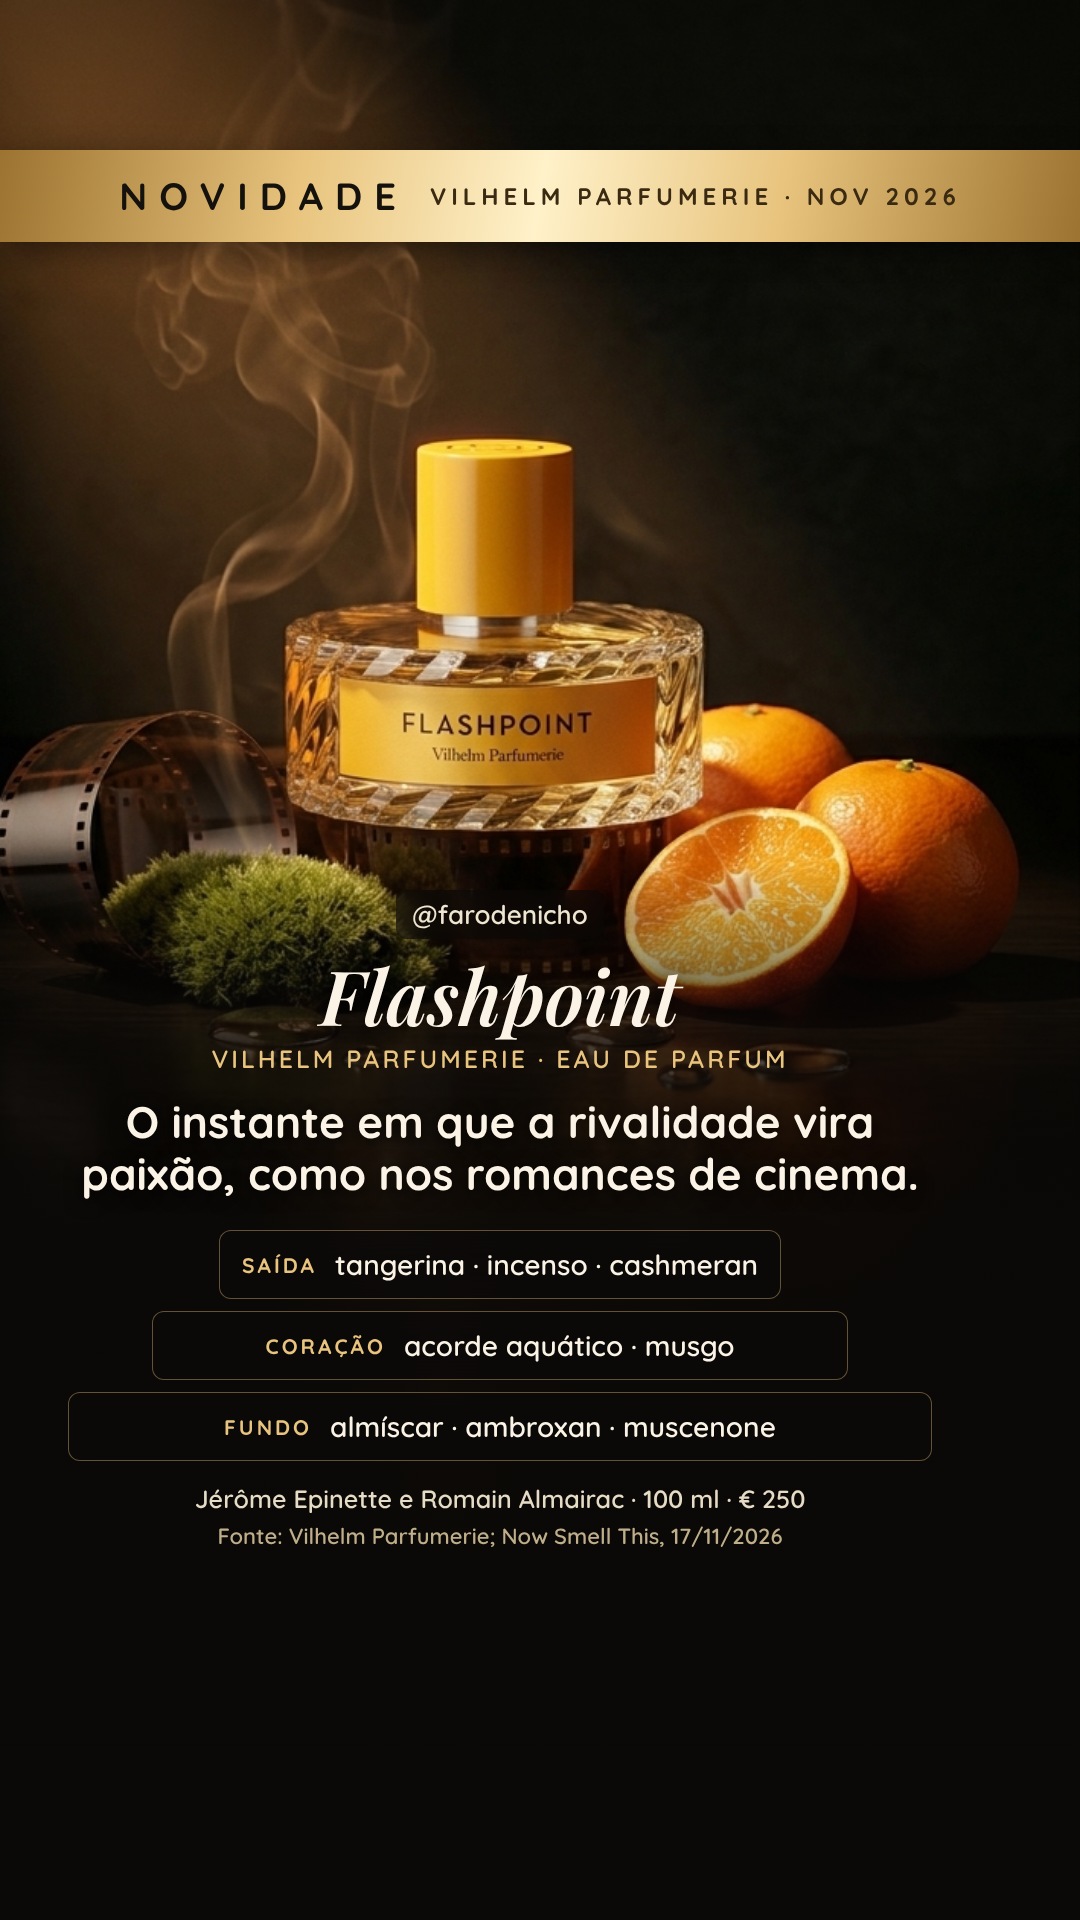 NOVIDADE VILHELM PARFUMERIE · NOV 2026
FLASHPOINT
Vilhelm Parfumerie
@farodenicho
Flashpoint
VILHELM PARFUMERIE · EAU DE PARFUM
O instante em que a rivalidade vira
paixão, como nos romances de cinema.
SAÍDA tangerina · incenso · cashmeran
CORAÇÃO acorde aquático · musgo
FUNDO almíscar · ambroxan · muscenone
Jérôme Epinette e Romain Almairac · 100 ml · € 250
Fonte: Vilhelm Parfumerie; Now Smell This, 17/11/2026